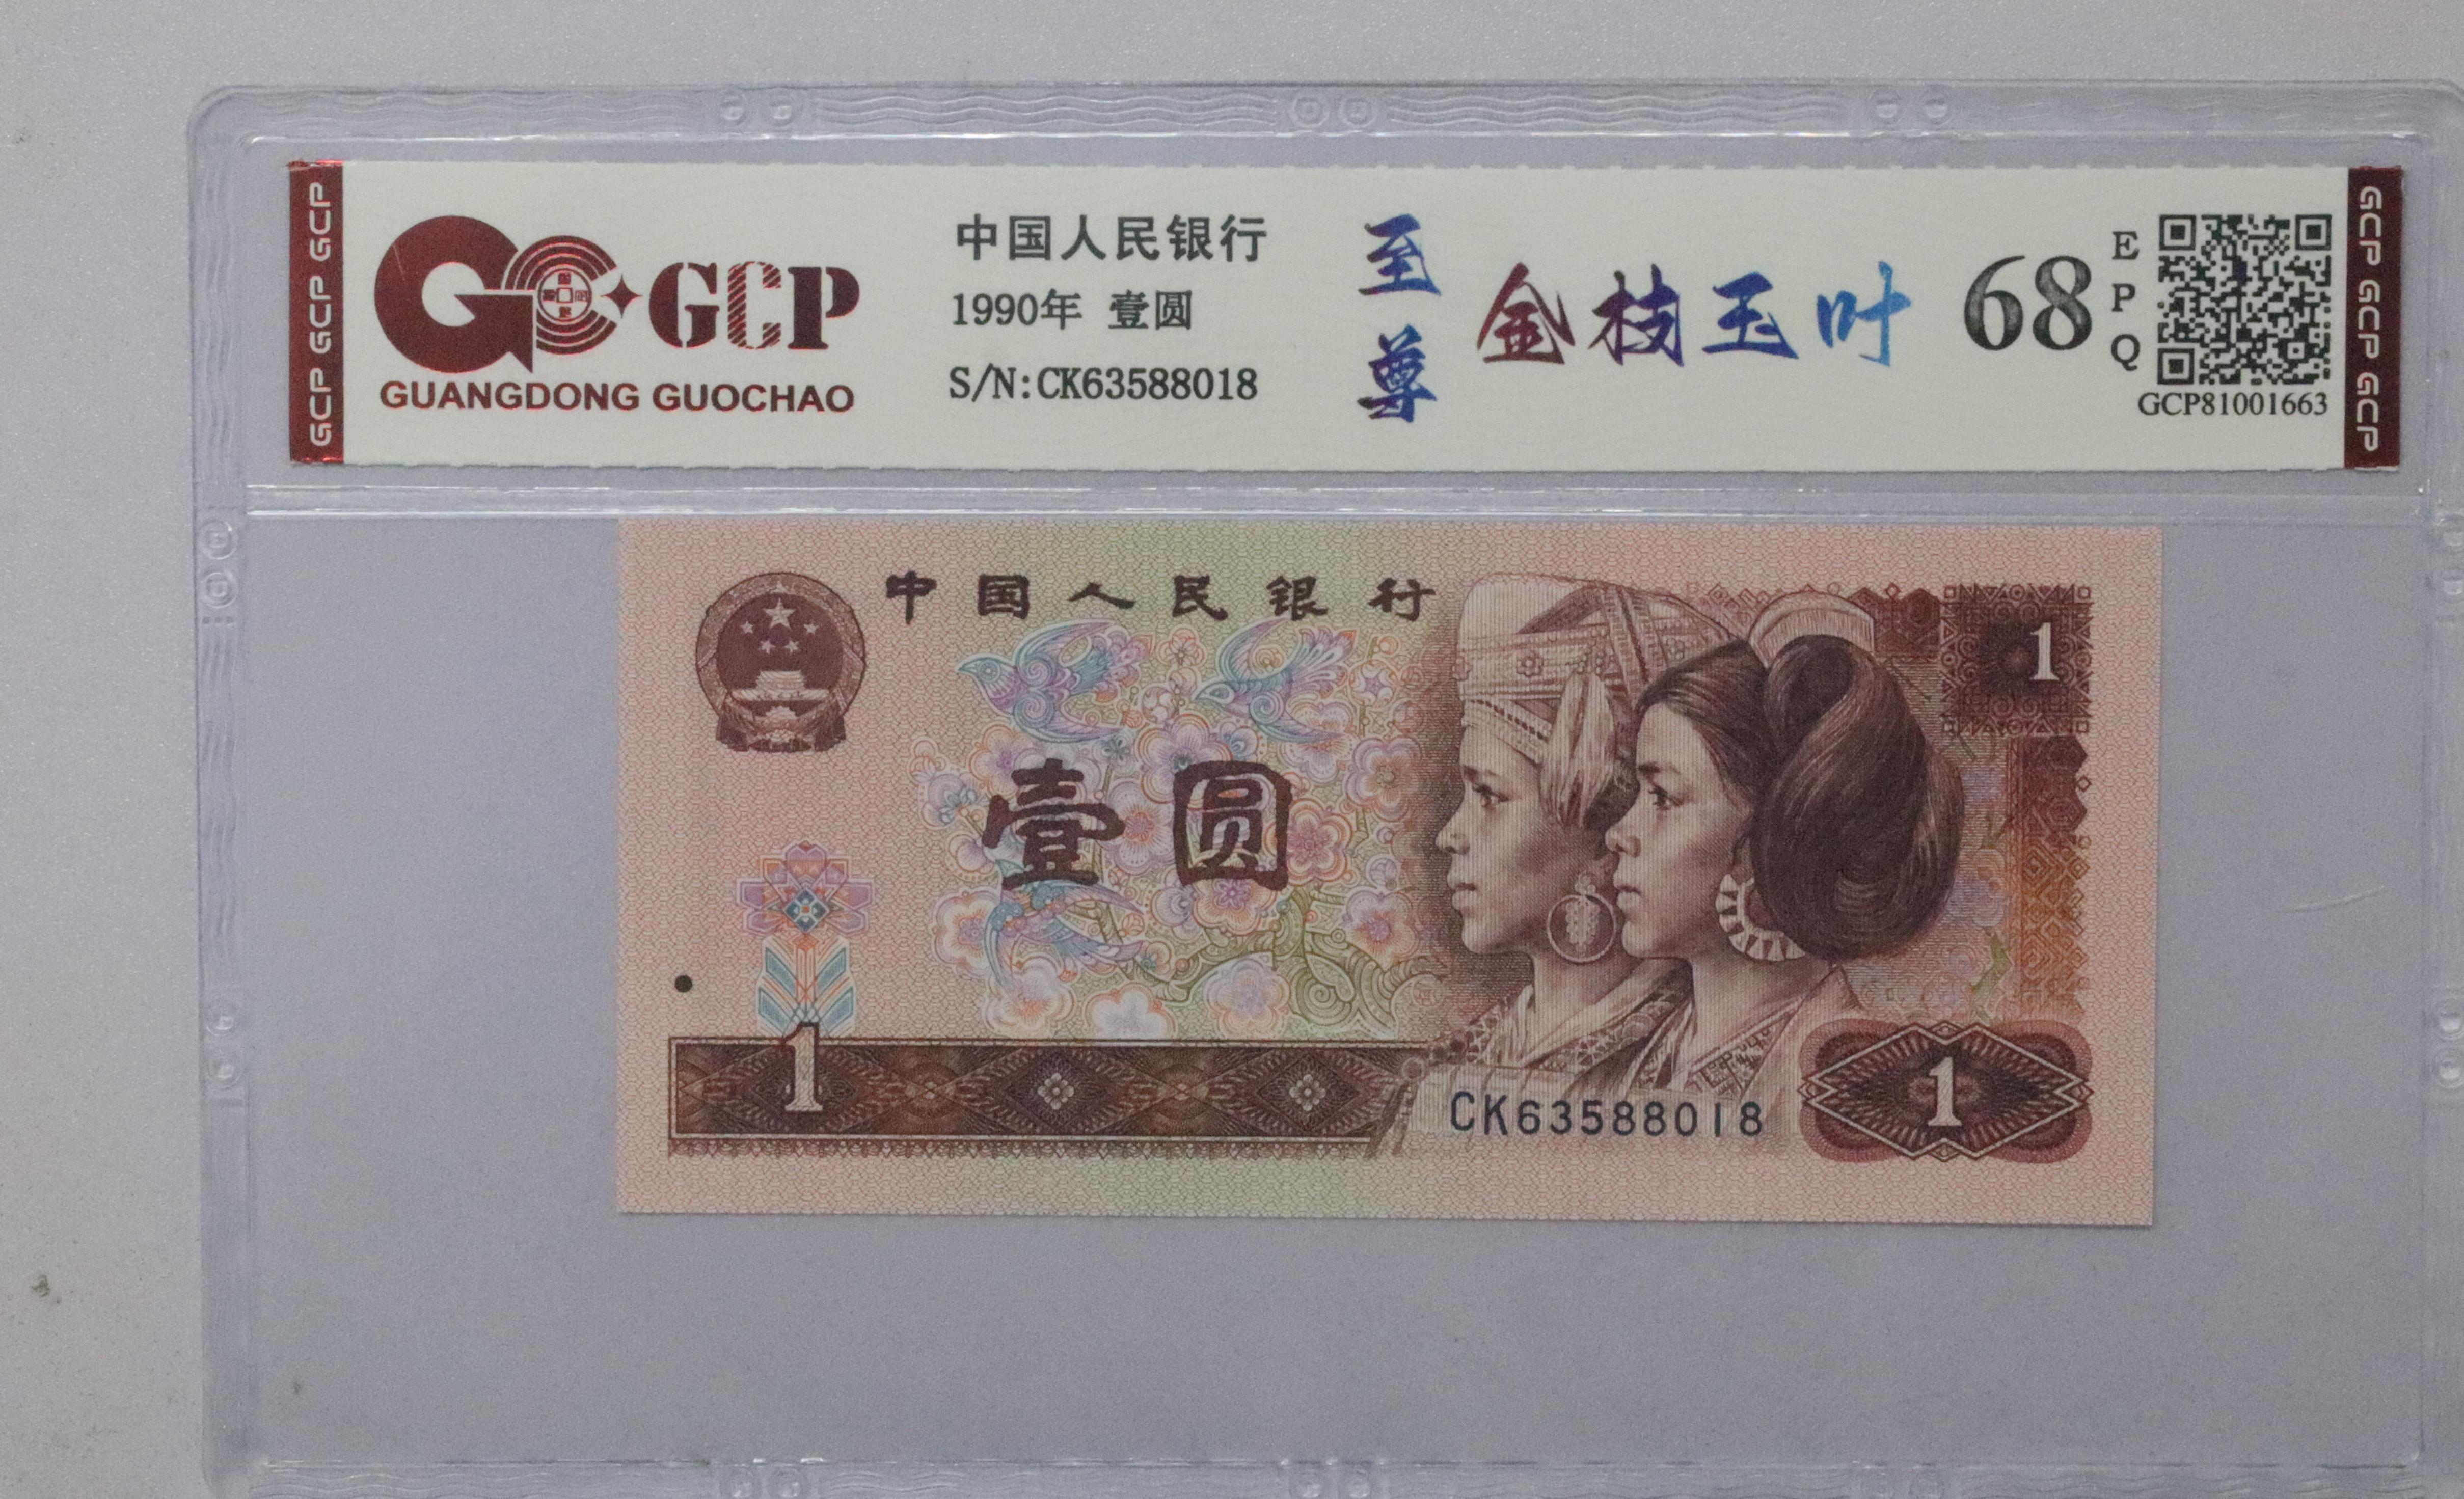 GCP GCP GCP
GCP
GUANGDONG GUOCHAO
中国人民银行
1990年 壹圆
S/N:CK63588018
至尊
金枝玉叶
68
EPQ
GCP81001663
GCP GCP GCP
中国人民银行
1
壹圆
1
CK63588018
1